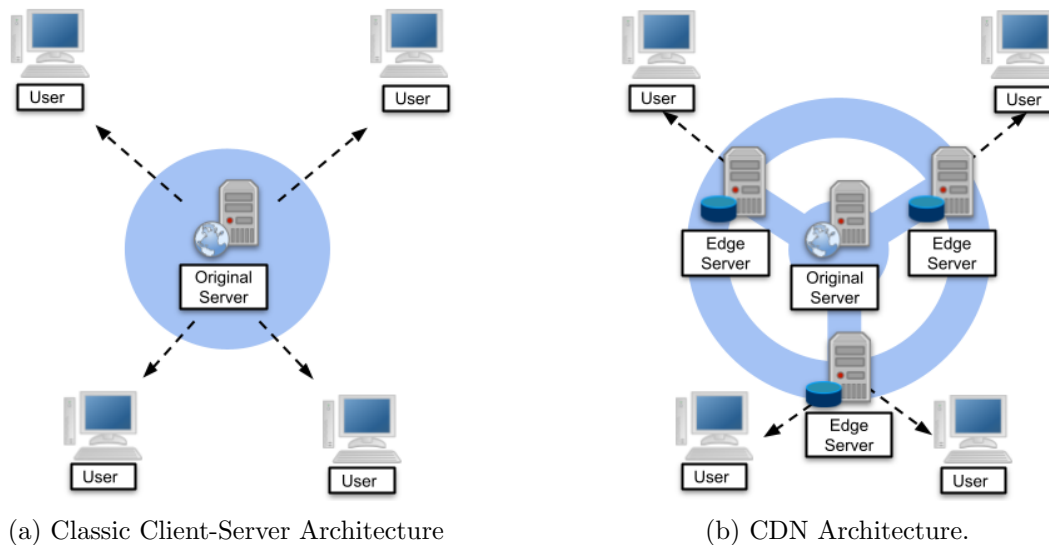 User
User
Original
Server
User
User
(a) Classic Client-Server Architecture
User
User
Edge
Server
Original
Server
Edge
Server
Edge
Server
User
User
(b) CDN Architecture.